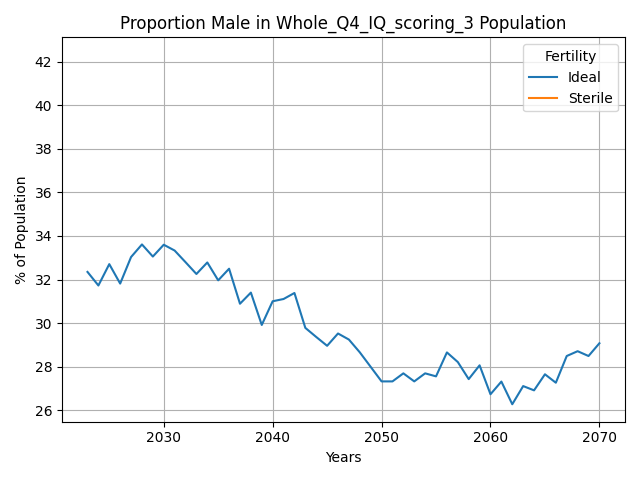 Proportion Male in Whole_Q4_IQ_scoring_3 Population
Fertility
Ideal
Sterile
42
40
38
36
34
32
30
28
26
% of Population
2030
2040
2050
2060
2070
Years